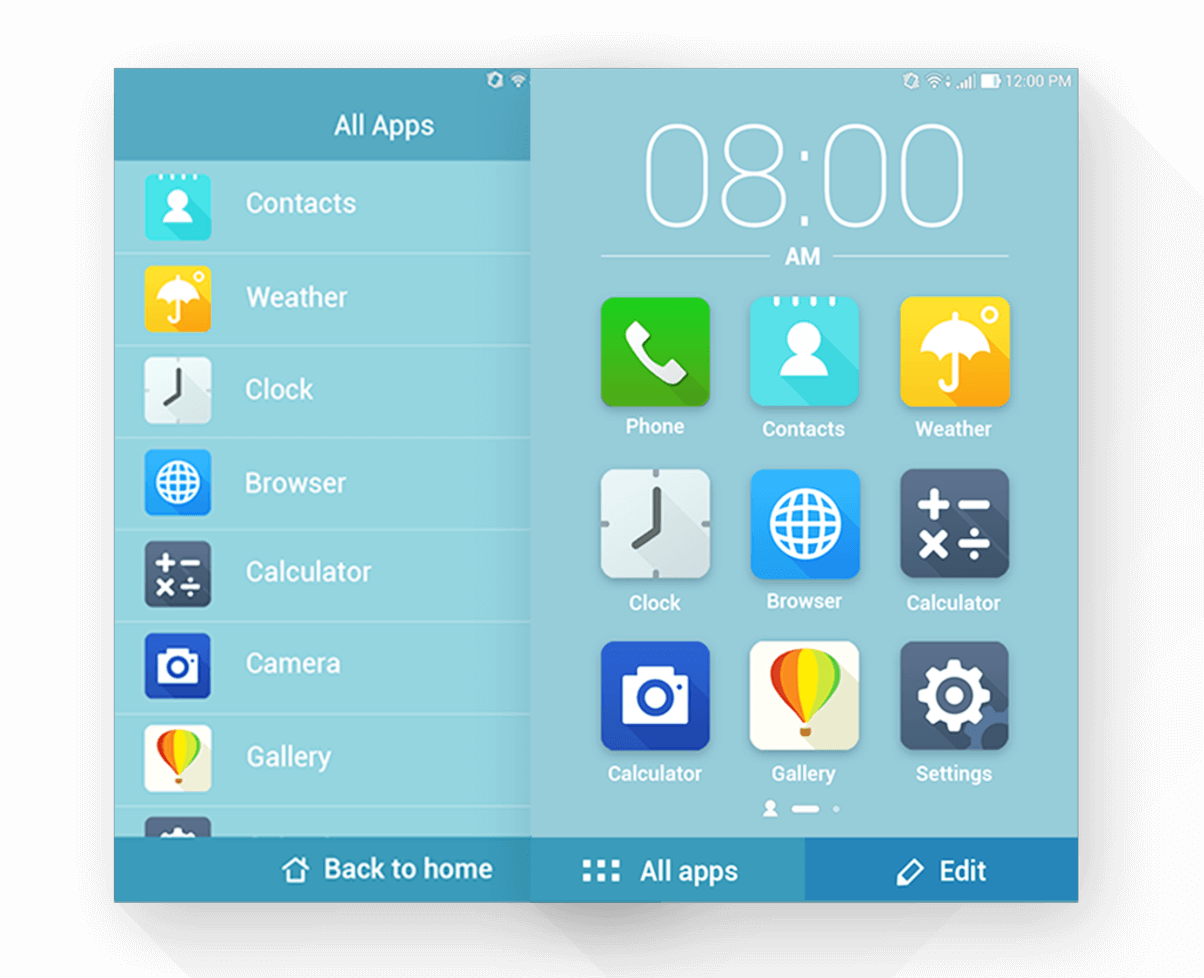 All Apps
Contacts
Weather
Clock
Browser
Calculator
Camera
Gallery
Back to home
12:00 PM
08:00
AM
Phone Contacts Weather
Clock Browser Calculator
Calculator Gallery Settings
All apps Edit